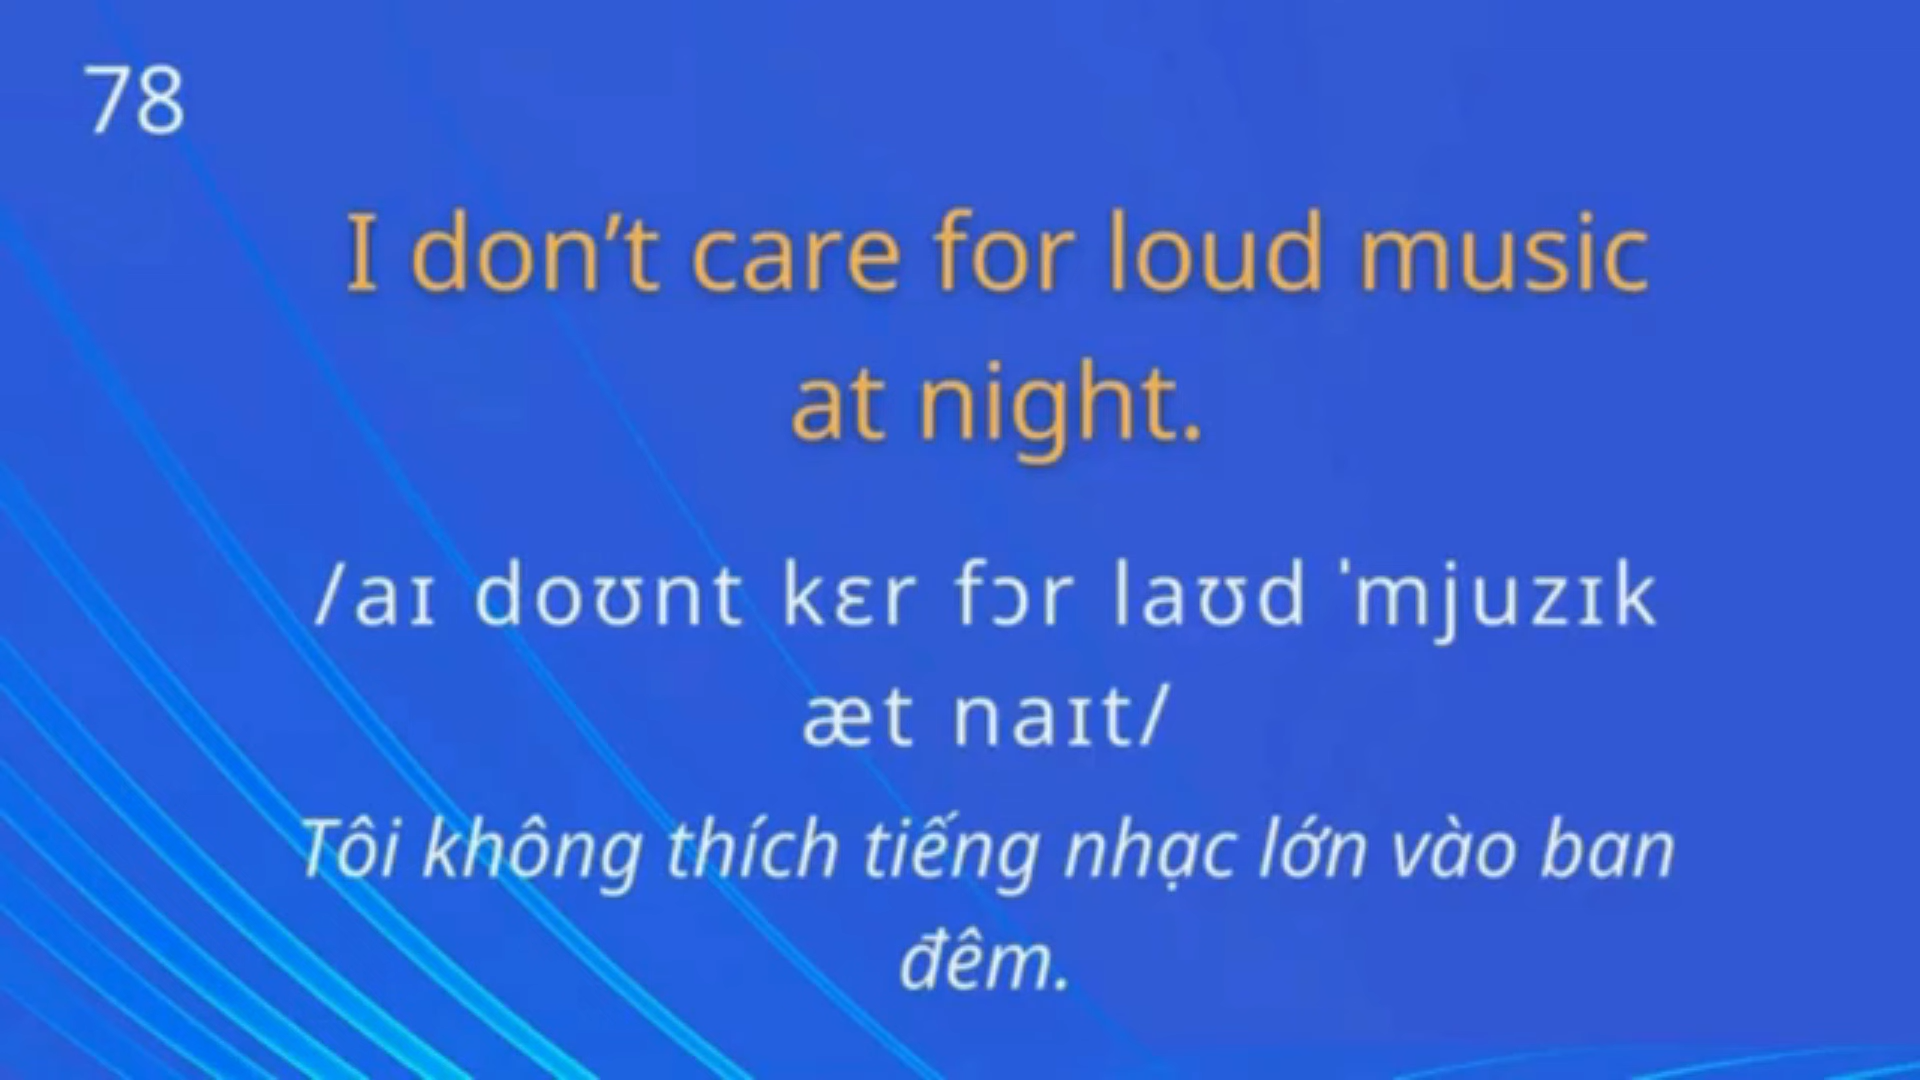 78
I don’t care for loud music
at night.
/aɪ doʊnt kɛr fɔr laʊd ˈmjuzɪk
æt naɪt/
Tôi không thích tiếng nhạc lớn vào ban
đêm.